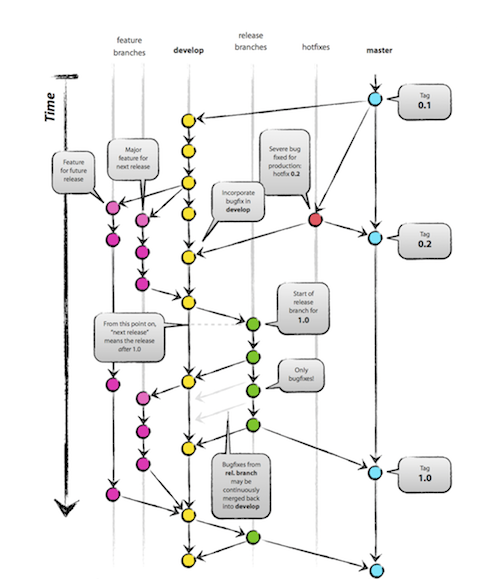 feature
branches
develop
release
branches
hotfixes
master
Time
Tag
0.1
Major
feature for
next release
Feature
for future
release
Severe bug
fixed for
production:
hotfix 0.2
Incorporate
bugfix in
develop
Tag
0.2
Start of
release
branch for
1.0
From this point on,
"next release"
means the release
after 1.0
Only
bugfixes!
Bugfixes from
rel. branch
may be
continuously
merged back
into develop
Tag
1.0